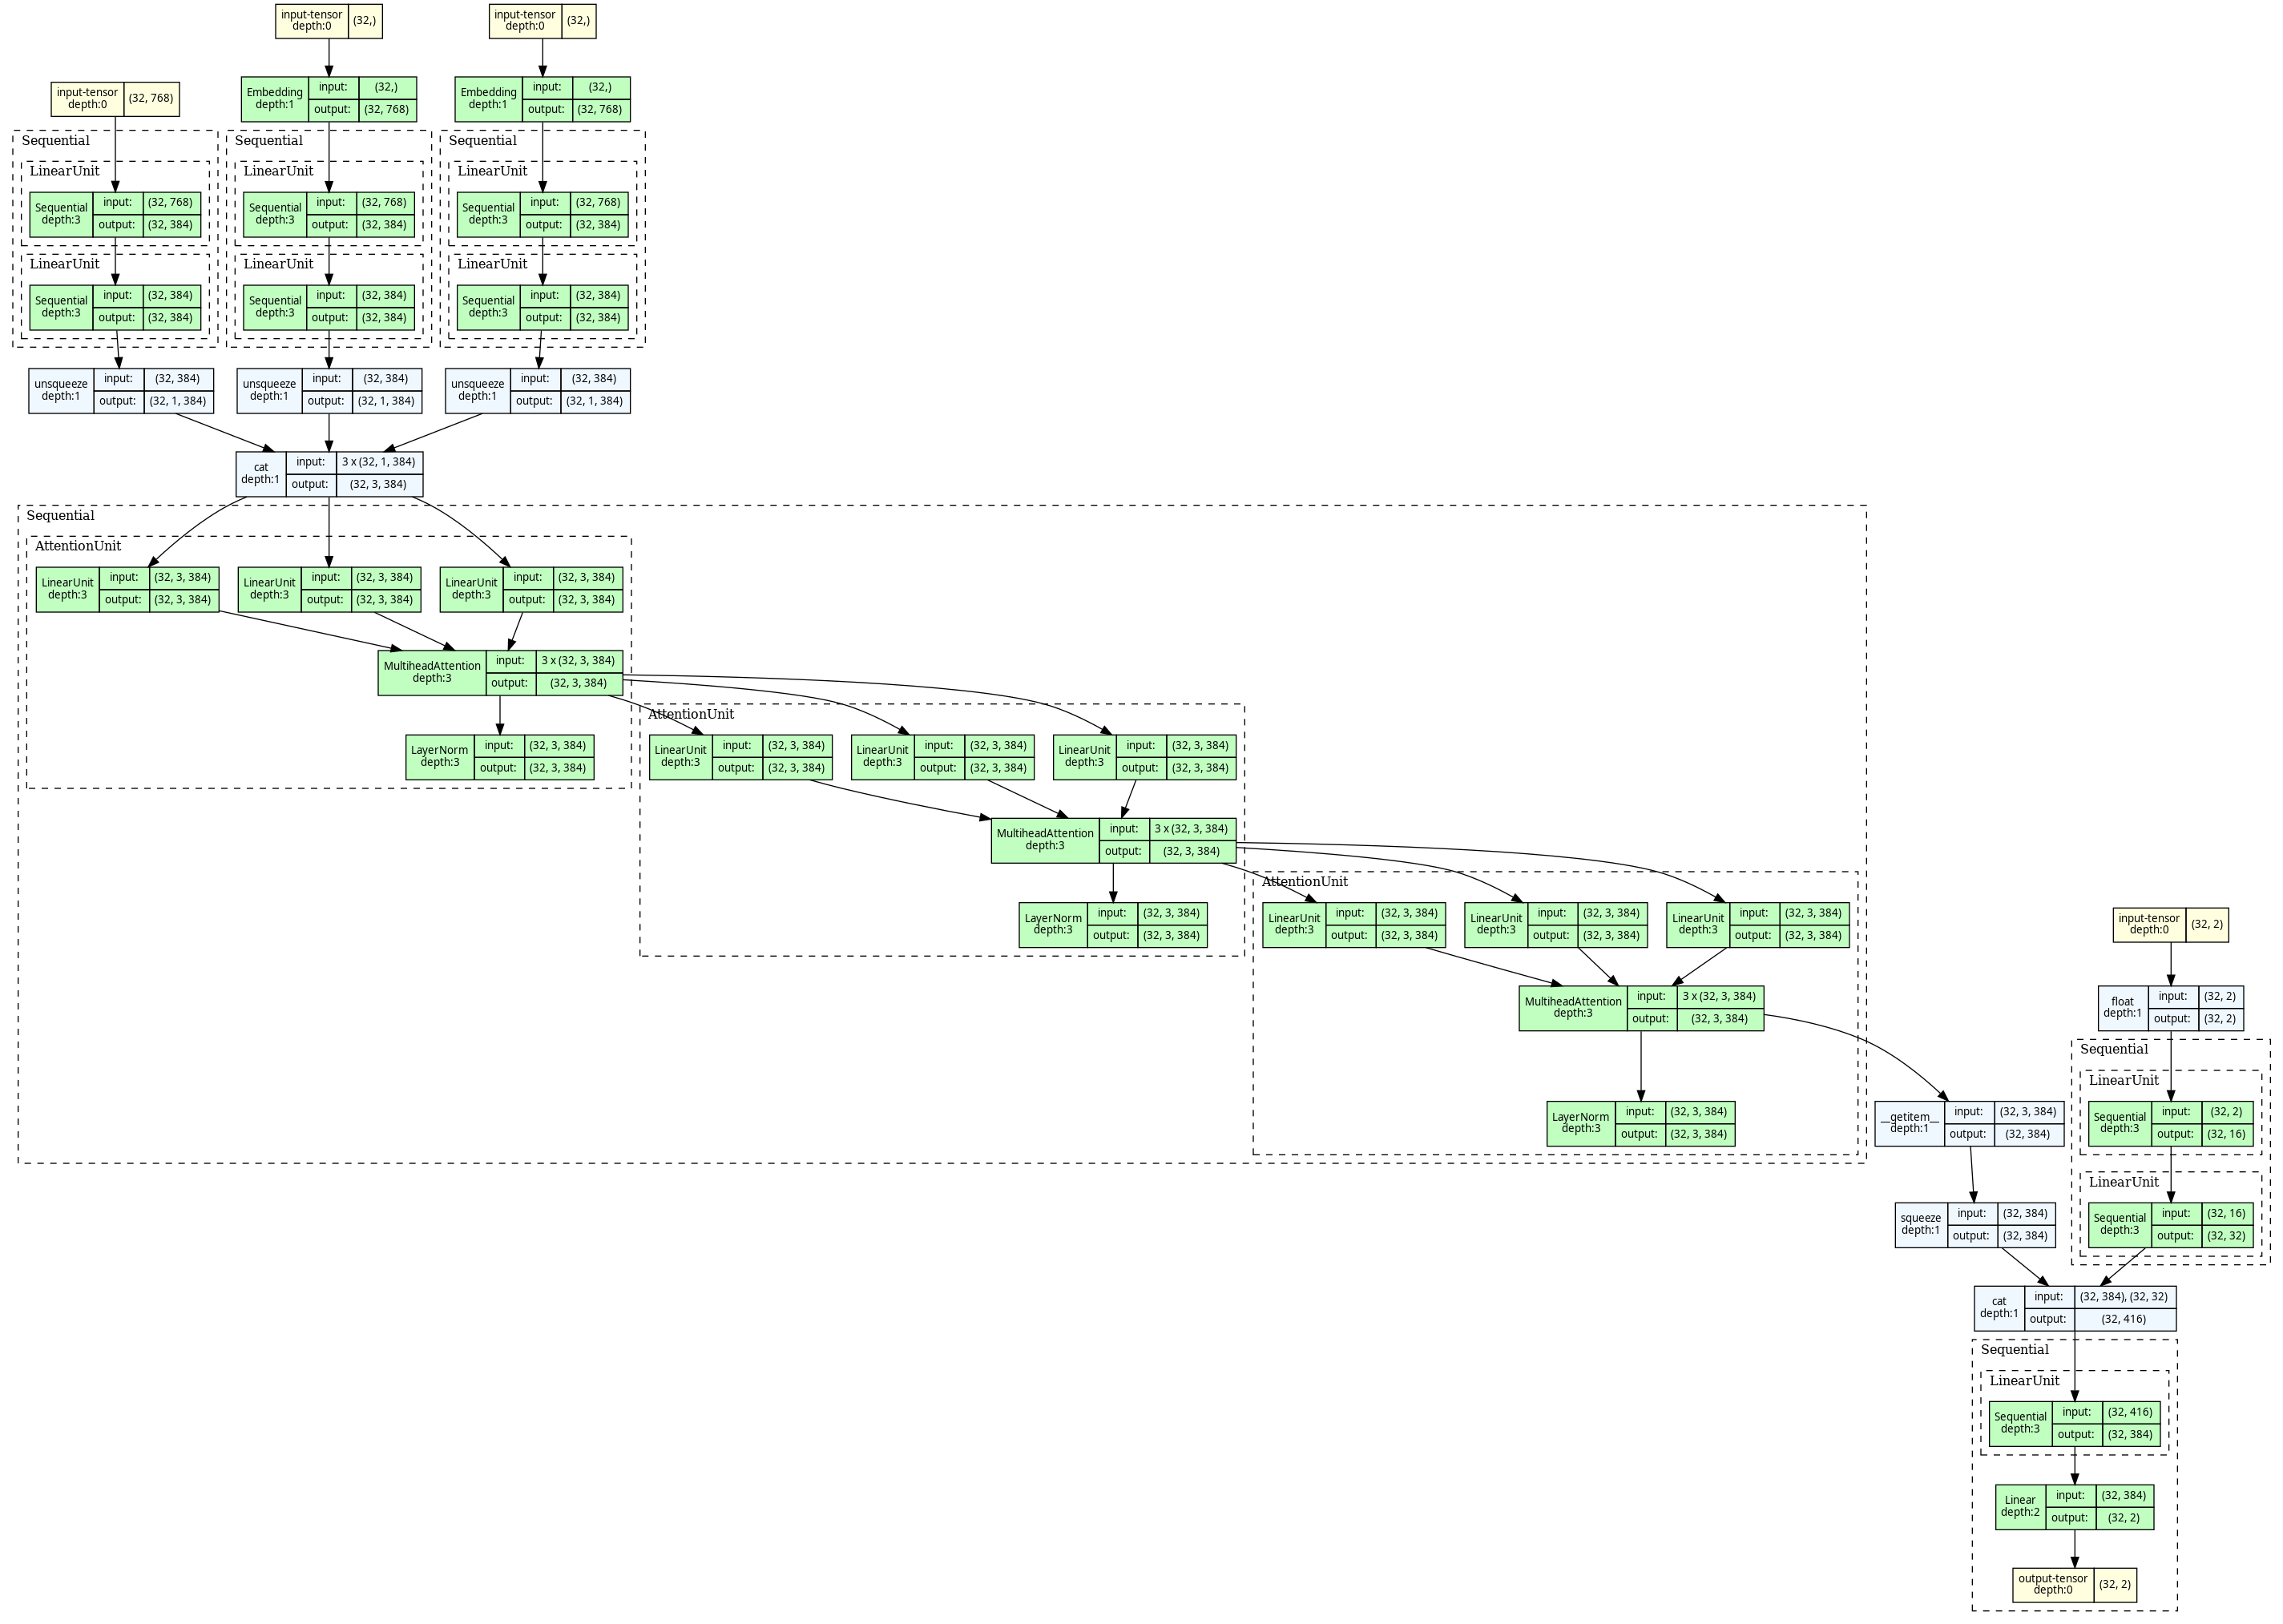 input-tensor
depth:0
(32,)
input-tensor
depth:0
(32,)
input-tensor
depth:0
(32, 768)
Embedding
depth:1
input:
(32,)
output:
(32, 768)
Embedding
depth:1
input:
(32,)
output:
(32, 768)
Sequential
LinearUnit
Sequential
depth:3
input:
(32, 768)
output:
(32, 384)
LinearUnit
Sequential
depth:3
input:
(32, 384)
output:
(32, 384)
Sequential
LinearUnit
Sequential
depth:3
input:
(32, 768)
output:
(32, 384)
LinearUnit
Sequential
depth:3
input:
(32, 384)
output:
(32, 384)
Sequential
LinearUnit
Sequential
depth:3
input:
(32, 768)
output:
(32, 384)
LinearUnit
Sequential
depth:3
input:
(32, 384)
output:
(32, 384)
unsqueeze
depth:1
input:
(32, 384)
output:
(32, 1, 384)
unsqueeze
depth:1
input:
(32, 384)
output:
(32, 1, 384)
unsqueeze
depth:1
input:
(32, 384)
output:
(32, 1, 384)
cat
depth:1
input:
3 x (32, 1, 384)
output:
(32, 3, 384)
Sequential
AttentionUnit
LinearUnit
depth:3
input:
(32, 3, 384)
output:
(32, 3, 384)
LinearUnit
depth:3
input:
(32, 3, 384)
output:
(32, 3, 384)
LinearUnit
depth:3
input:
(32, 3, 384)
output:
(32, 3, 384)
MultiheadAttention
depth:3
input:
3 x (32, 3, 384)
output:
(32, 3, 384)
LayerNorm
depth:3
input:
(32, 3, 384)
output:
(32, 3, 384)
AttentionUnit
LinearUnit
depth:3
input:
(32, 3, 384)
output:
(32, 3, 384)
LinearUnit
depth:3
input:
(32, 3, 384)
output:
(32, 3, 384)
LinearUnit
depth:3
input:
(32, 3, 384)
output:
(32, 3, 384)
MultiheadAttention
depth:3
input:
3 x (32, 3, 384)
output:
(32, 3, 384)
LayerNorm
depth:3
input:
(32, 3, 384)
output:
(32, 3, 384)
AttentionUnit
LinearUnit
depth:3
input:
(32, 3, 384)
output:
(32, 3, 384)
LinearUnit
depth:3
input:
(32, 3, 384)
output:
(32, 3, 384)
LinearUnit
depth:3
input:
(32, 3, 384)
output:
(32, 3, 384)
MultiheadAttention
depth:3
input:
3 x (32, 3, 384)
output:
(32, 3, 384)
LayerNorm
depth:3
input:
(32, 3, 384)
output:
(32, 3, 384)
input-tensor
depth:0
(32, 2)
float
depth:1
input:
(32, 2)
output:
(32, 2)
Sequential
LinearUnit
Sequential
depth:3
input:
(32, 2)
output:
(32, 16)
LinearUnit
Sequential
depth:3
input:
(32, 16)
output:
(32, 32)
__getitem__
depth:1
input:
(32, 3, 384)
output:
(32, 384)
squeeze
depth:1
input:
(32, 384)
output:
(32, 384)
cat
depth:1
input:
(32, 384), (32, 32)
output:
(32, 416)
Sequential
LinearUnit
Sequential
depth:3
input:
(32, 416)
output:
(32, 384)
Linear
depth:2
input:
(32, 384)
output:
(32, 2)
output-tensor
depth:0
(32, 2)